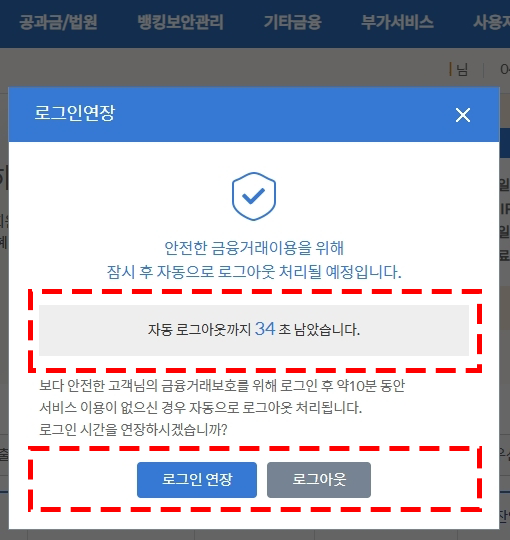 공과금/법원 뱅킹보안관리 기타금융 부가서비스 사용자
님
로그인연장
안전한 금융거래이용을 위해
잠시 후 자동으로 로그아웃 처리될 예정입니다.
자동 로그아웃까지 34 초 남았습니다.
보다 안전한 고객님의 금융거래보호를 위해 로그인 후 약10분 동안
서비스 이용이 없으신 경우 자동으로 로그아웃 처리됩니다.
로그인 시간을 연장하시겠습니까?
로그인 연장 로그아웃